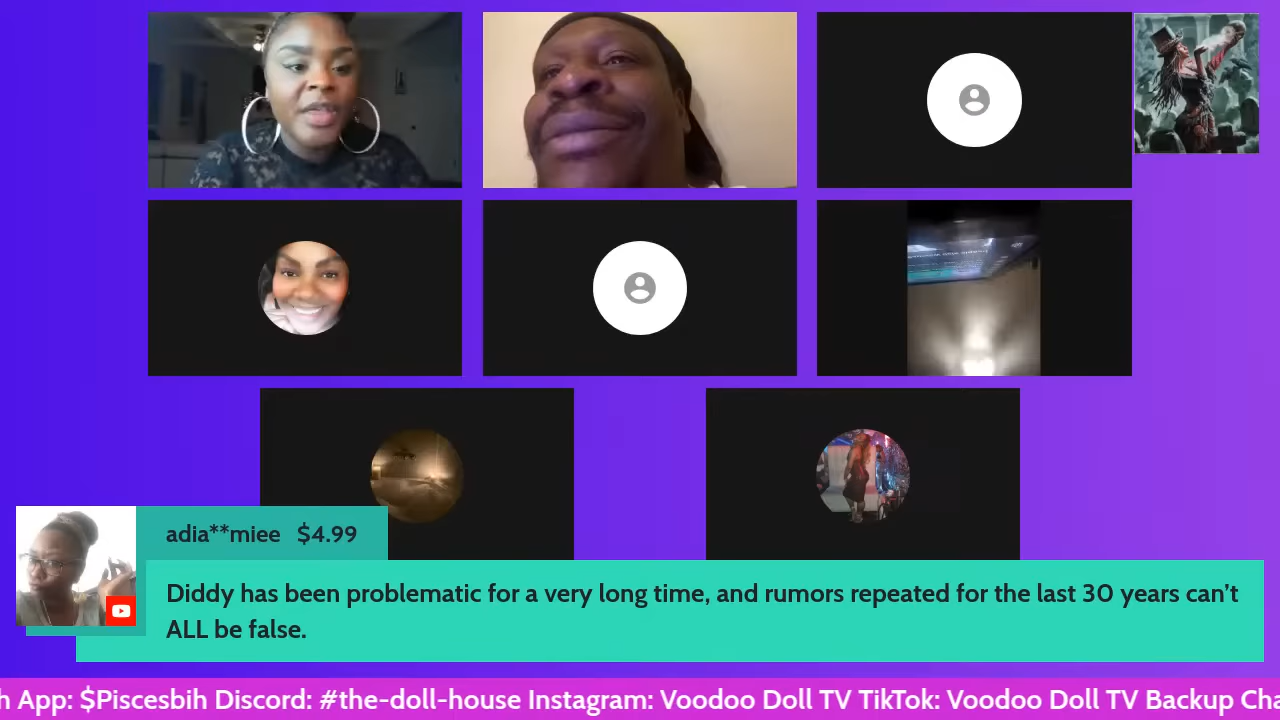 adia**miee $4.99
Diddy has been problematic for a very long time, and rumors repeated for the last 30 years can't
ALL be false.
h App: $Piscesbih Discord: #the-doll-house Instagram: Voodoo Doll TV TikTok: Voodoo Doll TV Backup Cha